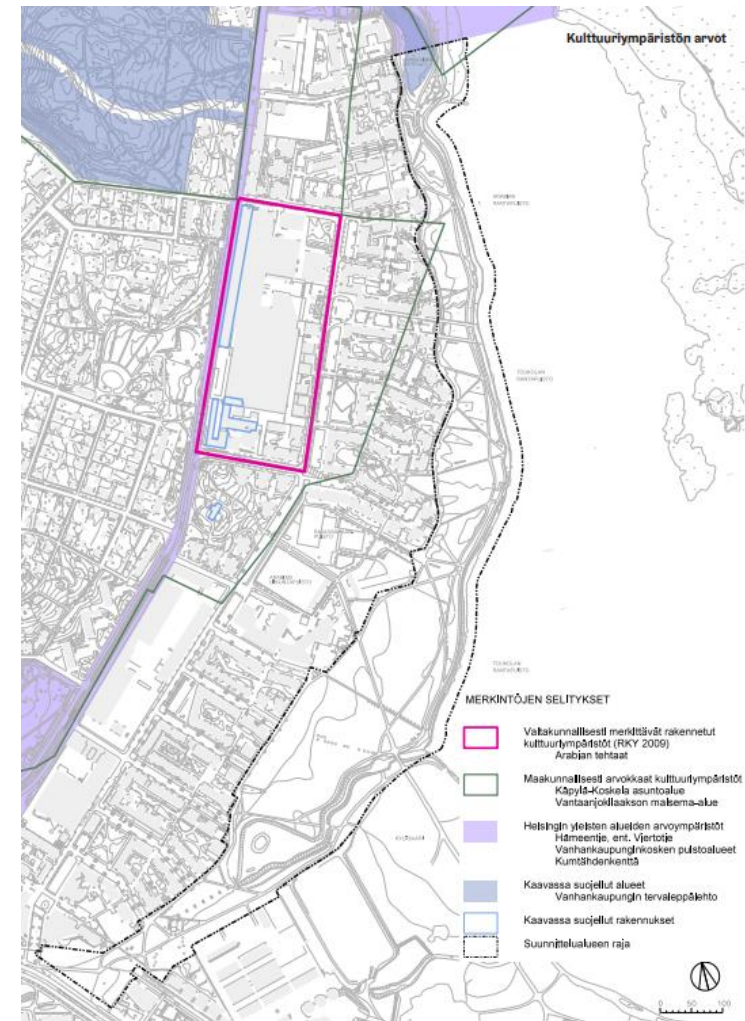 Kulttuuriympäristön arvot
TOUKOLAN
RANTAPUISTO
MERKINTÖJEN SELITYKSET
Valtakunnallisesti merkittävät rakennetut
kulttuuriympäristöt (RKY 2009)
Arabian tehtaat
Maakunnallisesti arvokkaat kulttuuriympäristöt
Käpylä-Koskela asuntoalue
Vantaanjokilaakson maisema-alue
Helsingin yleisten alueiden arvoympäristöt
Hämeentie, ent. Viertotie
Vanhankaupunginkosken puistoalueet
Kumtähdenkenttä
Kaavassa suojellut alueet
Vanhankaupungin tervaleppälehto
Kaavassa suojellut rakennukset
Suunnittelualueen raja
0 50 100